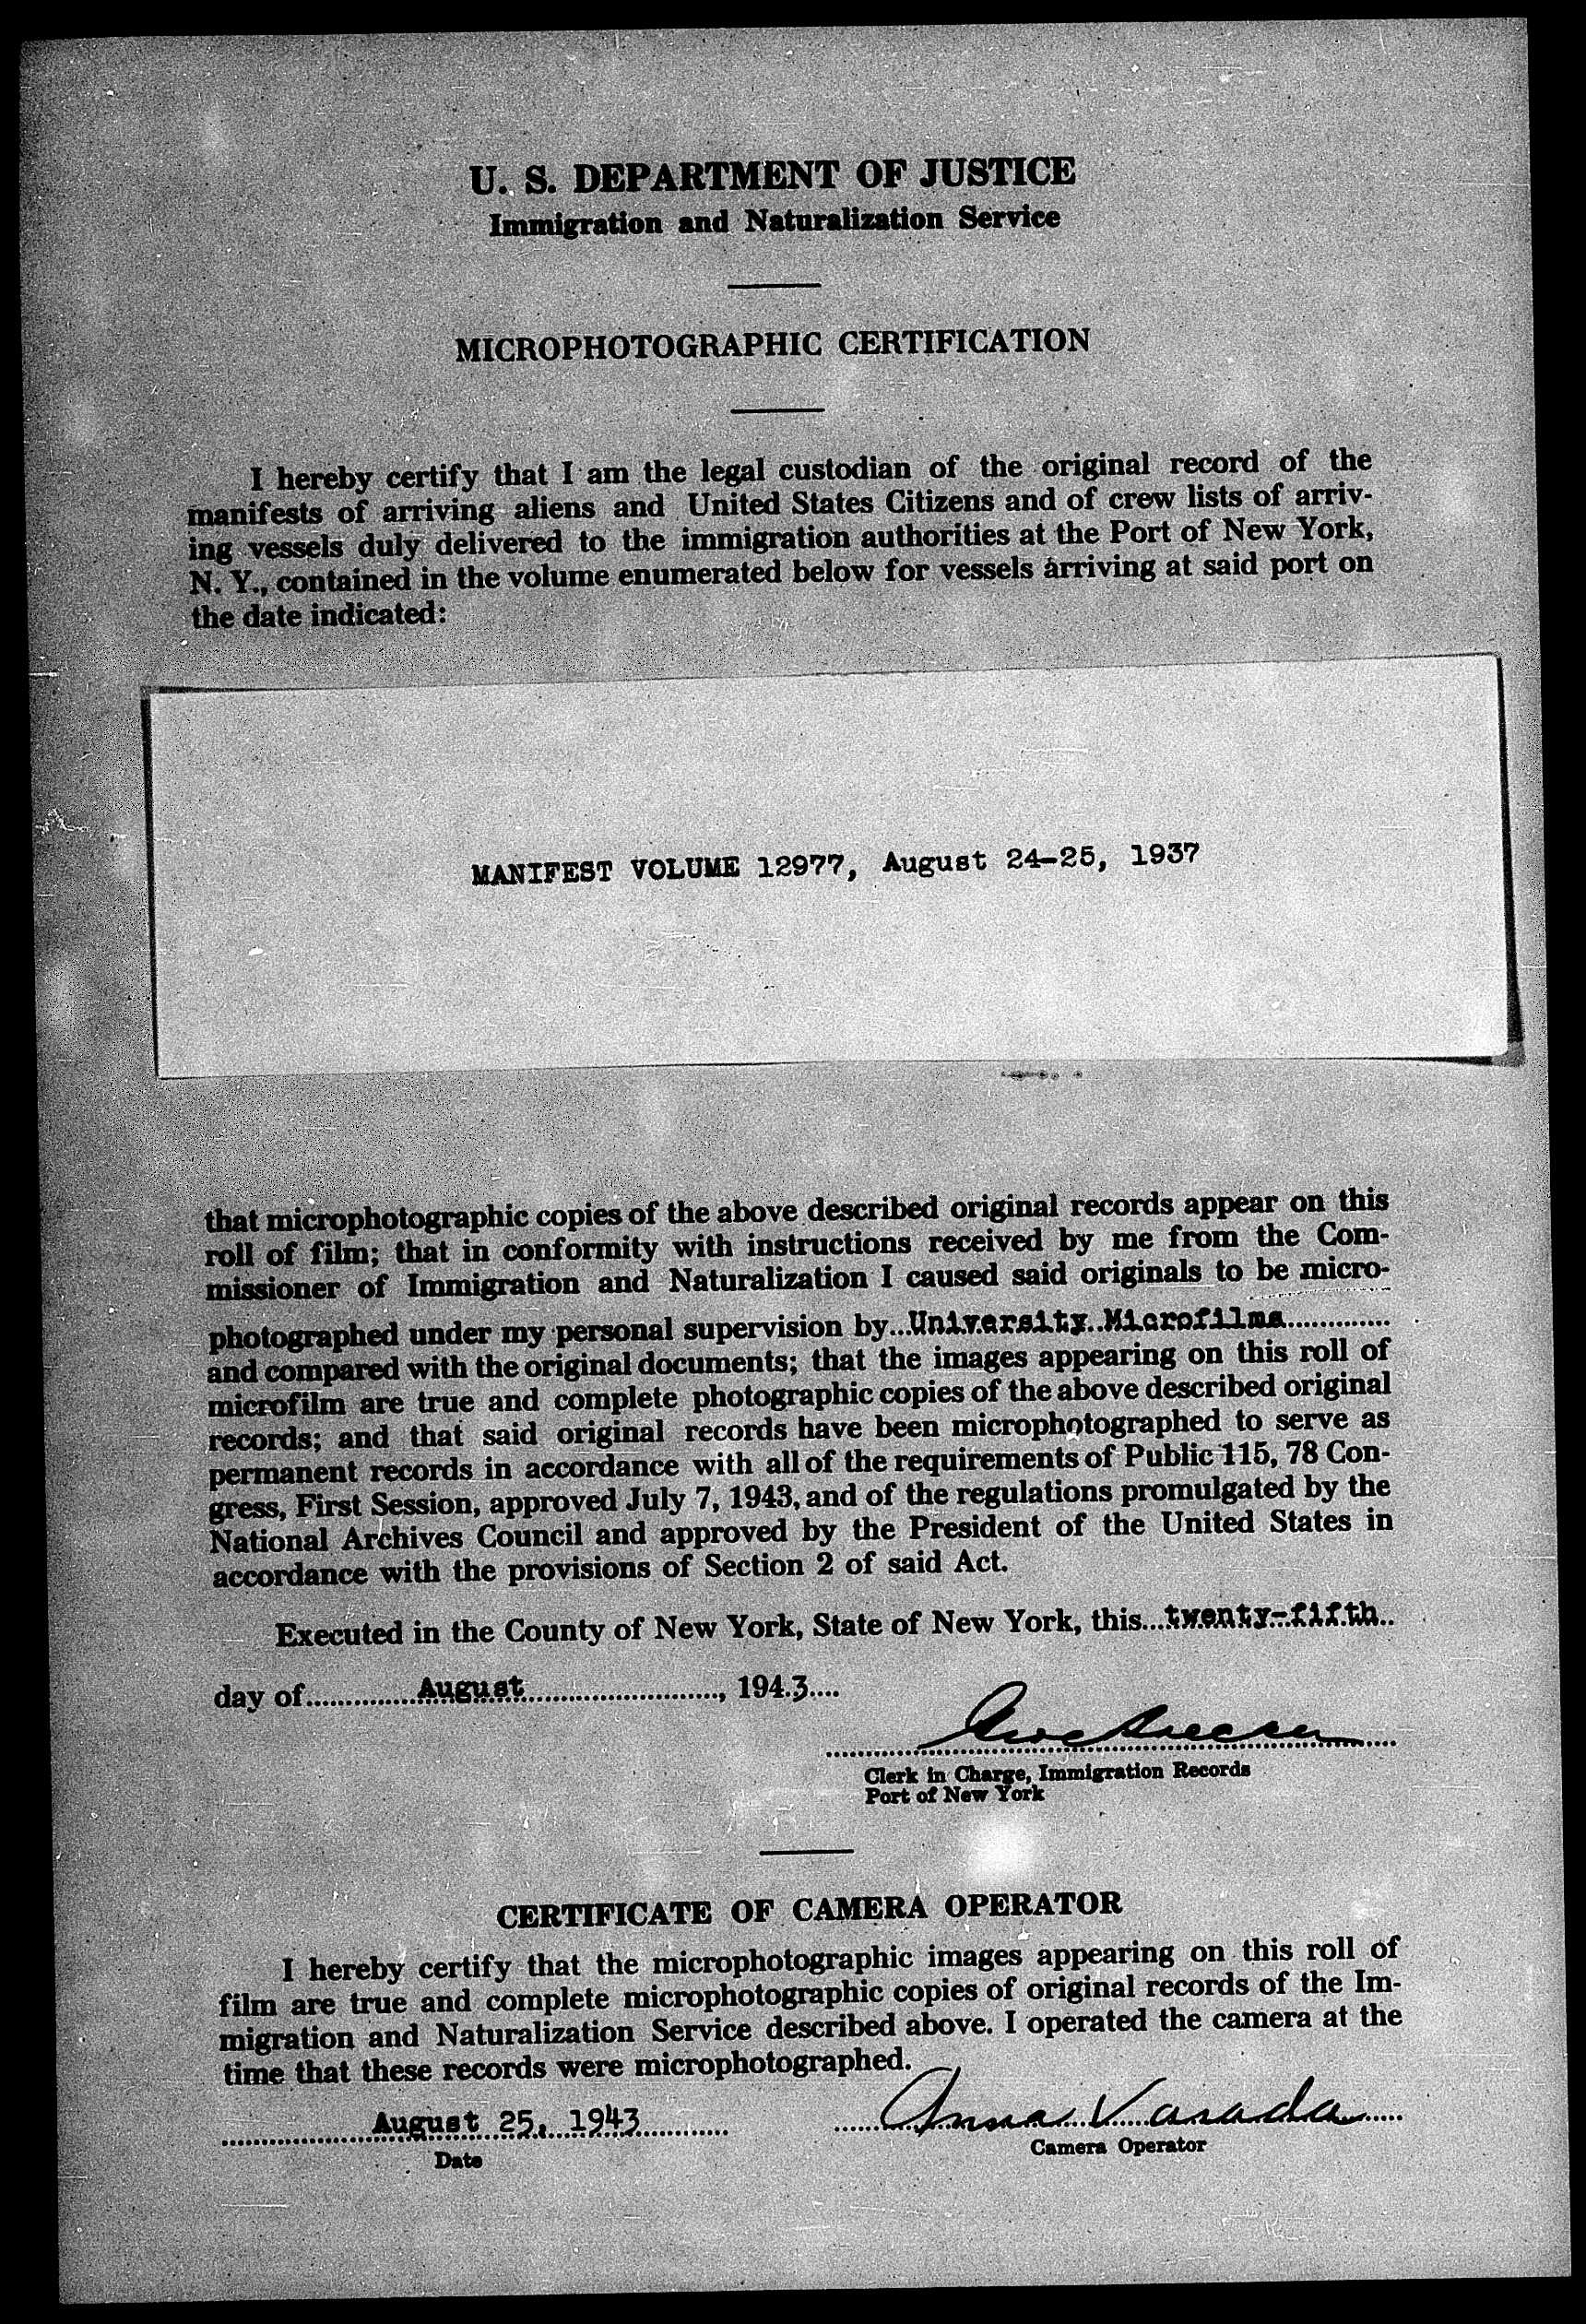 U. S. DEPARTMENT OF JUSTICE
Immigration and Naturalization Service
MICROPHOTOGRAPHIC CERTIFICATION
I hereby certify that I am the legal custodian of the original record of the
manifests of arriving aliens and United States Citizens and of crew lists of arriv-
ing vessels duly delivered to the immigration authorities at the Port of New York,
N. Y., contained in the volume enumerated below for vessels arriving at said port on
the date indicated:
MANIFEST VOLUME 12977, August 24-25, 1937
that microphotographic copies of the above described original records appear on this
roll of film; that in conformity with instructions received by me from the Com-
missioner of Immigration and Naturalization I caused said originals to be micro-
photographed under my personal supervision by...University Microfilms.............
and compared with the original documents; that the images appearing on this roll of
microfilm are true and complete photographic copies of the above described original
records; and that said original records have been microphotographed to serve as
permanent records in accordance with all of the requirements of Public 115, 78 Con-
gress, First Session, approved July 7, 1943, and of the regulations promulgated by the
National Archives Council and approved by the President of the United States in
accordance with the provisions of Section 2 of said Act.
Executed in the County of New York, State of New York, this...twenty-fifth..
day of...............August..........................., 194.3....
Clerk in Charge, Immigration Records
Port of New York
CERTIFICATE OF CAMERA OPERATOR
I hereby certify that the microphotographic images appearing on this roll of
film are true and complete microphotographic copies of original records of the Im-
migration and Naturalization Service described above. I operated the camera at the
time that these records were microphotographed.
August 25, 1943 Anna Varada
Date Camera Operator